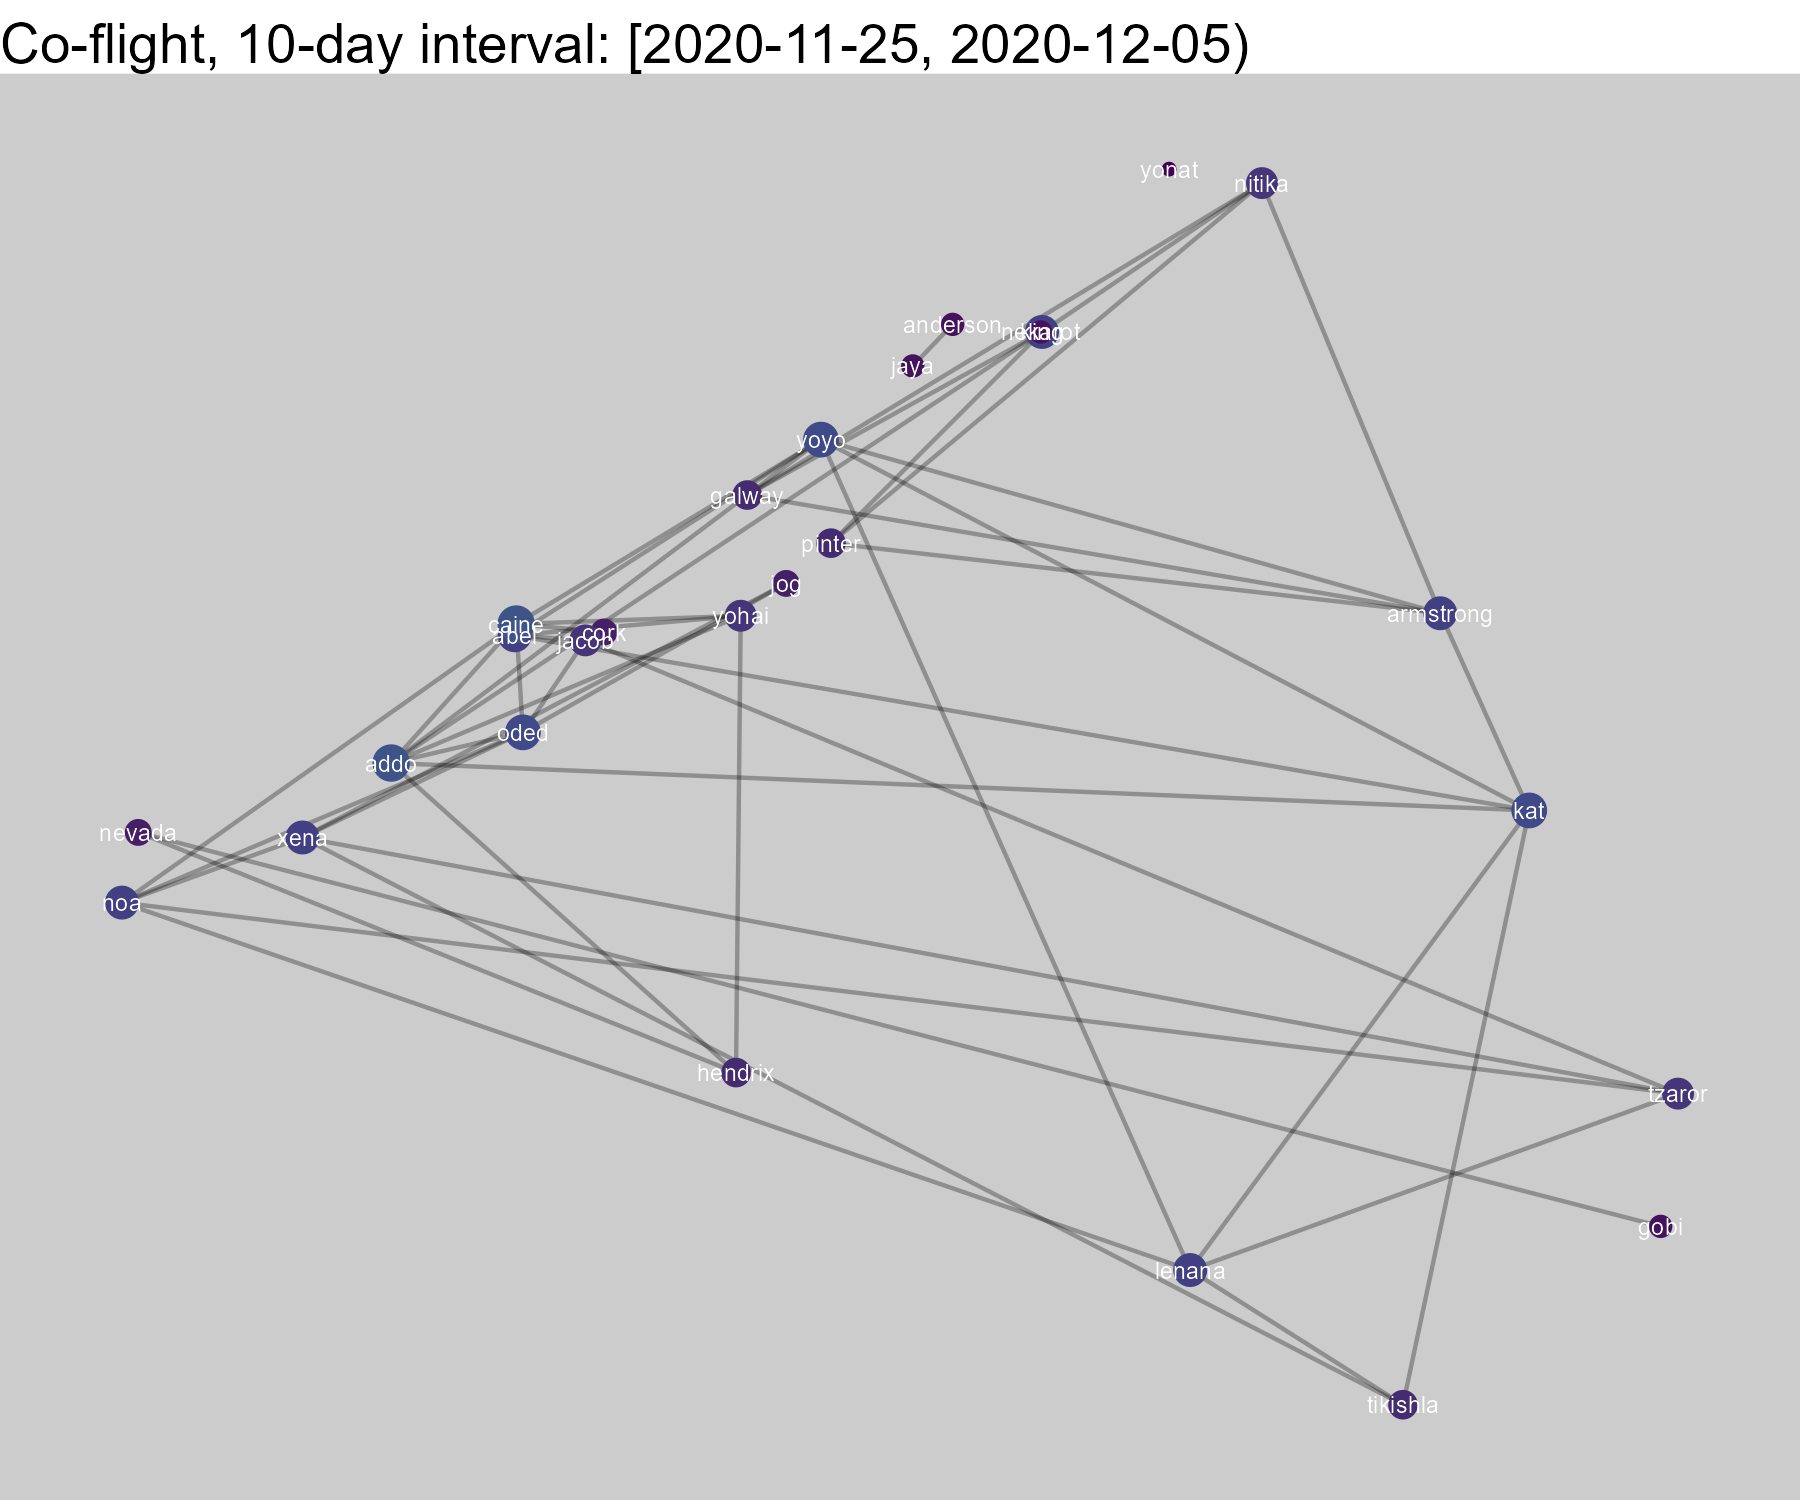 Co-flight, 10-day interval: [2020-11-25, 2020-12-05)
yonat
nitika
anderson
king
jaya
yoyo
galway
pinter
jog
armstrong
yohai
caine
cork
abel
jacob
oded
addo
kat
nevada
xena
noa
hendrix
tzaror
gobi
lenana
tikishla